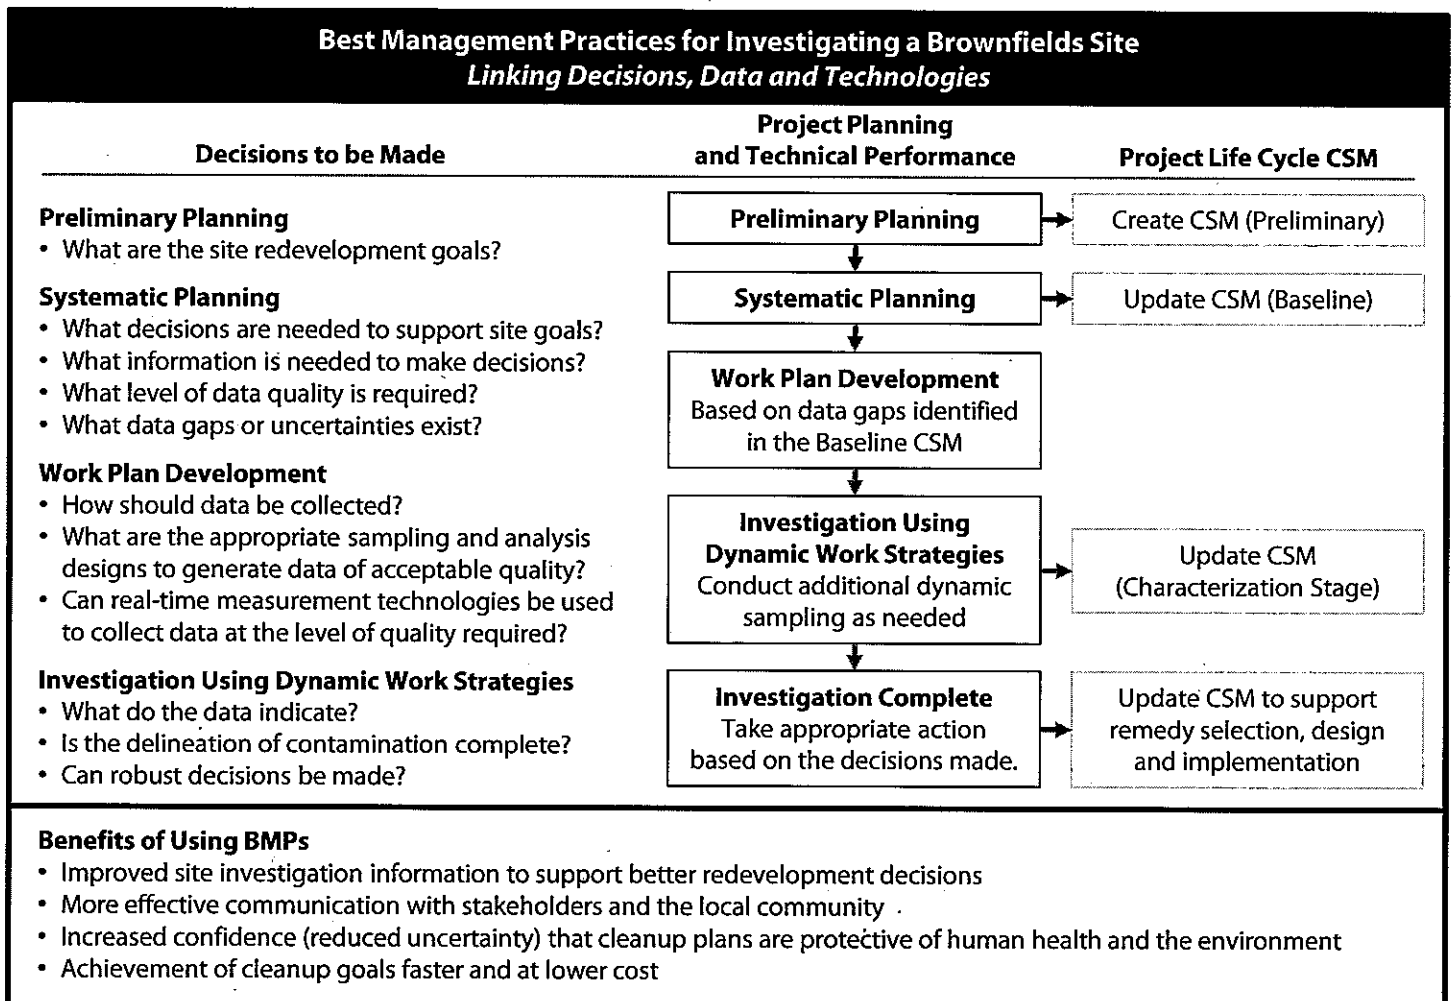 Best Management Practices for Investigating a Brownfields Site
Linking Decisions, Data and Technologies
Decisions to be Made
Project Planning
and Technical Performance
Project Life Cycle CSM
Preliminary Planning
• What are the site redevelopment goals?
Systematic Planning
• What decisions are needed to support site goals?
• What information is needed to make decisions?
• What level of data quality is required?
• What data gaps or uncertainties exist?
Work Plan Development
• How should data be collected?
• What are the appropriate sampling and analysis
designs to generate data of acceptable quality?
• Can real-time measurement technologies be used
to collect data at the level of quality required?
Investigation Using Dynamic Work Strategies
• What do the data indicate?
• Is the delineation of contamination complete?
• Can robust decisions be made?
Preliminary Planning
Systematic Planning
Work Plan Development
Based on data gaps identified
in the Baseline CSM
Investigation Using
Dynamic Work Strategies
Conduct additional dynamic
sampling as needed
Investigation Complete
Take appropriate action
based on the decisions made.
Create CSM (Preliminary)
Update CSM (Baseline)
Update CSM
(Characterization Stage)
Update CSM to support
remedy selection, design
and implementation
Benefits of Using BMPs
• Improved site investigation information to support better redevelopment decisions
• More effective communication with stakeholders and the local community
• Increased confidence (reduced uncertainty) that cleanup plans are protective of human health and the environment
• Achievement of cleanup goals faster and at lower cost